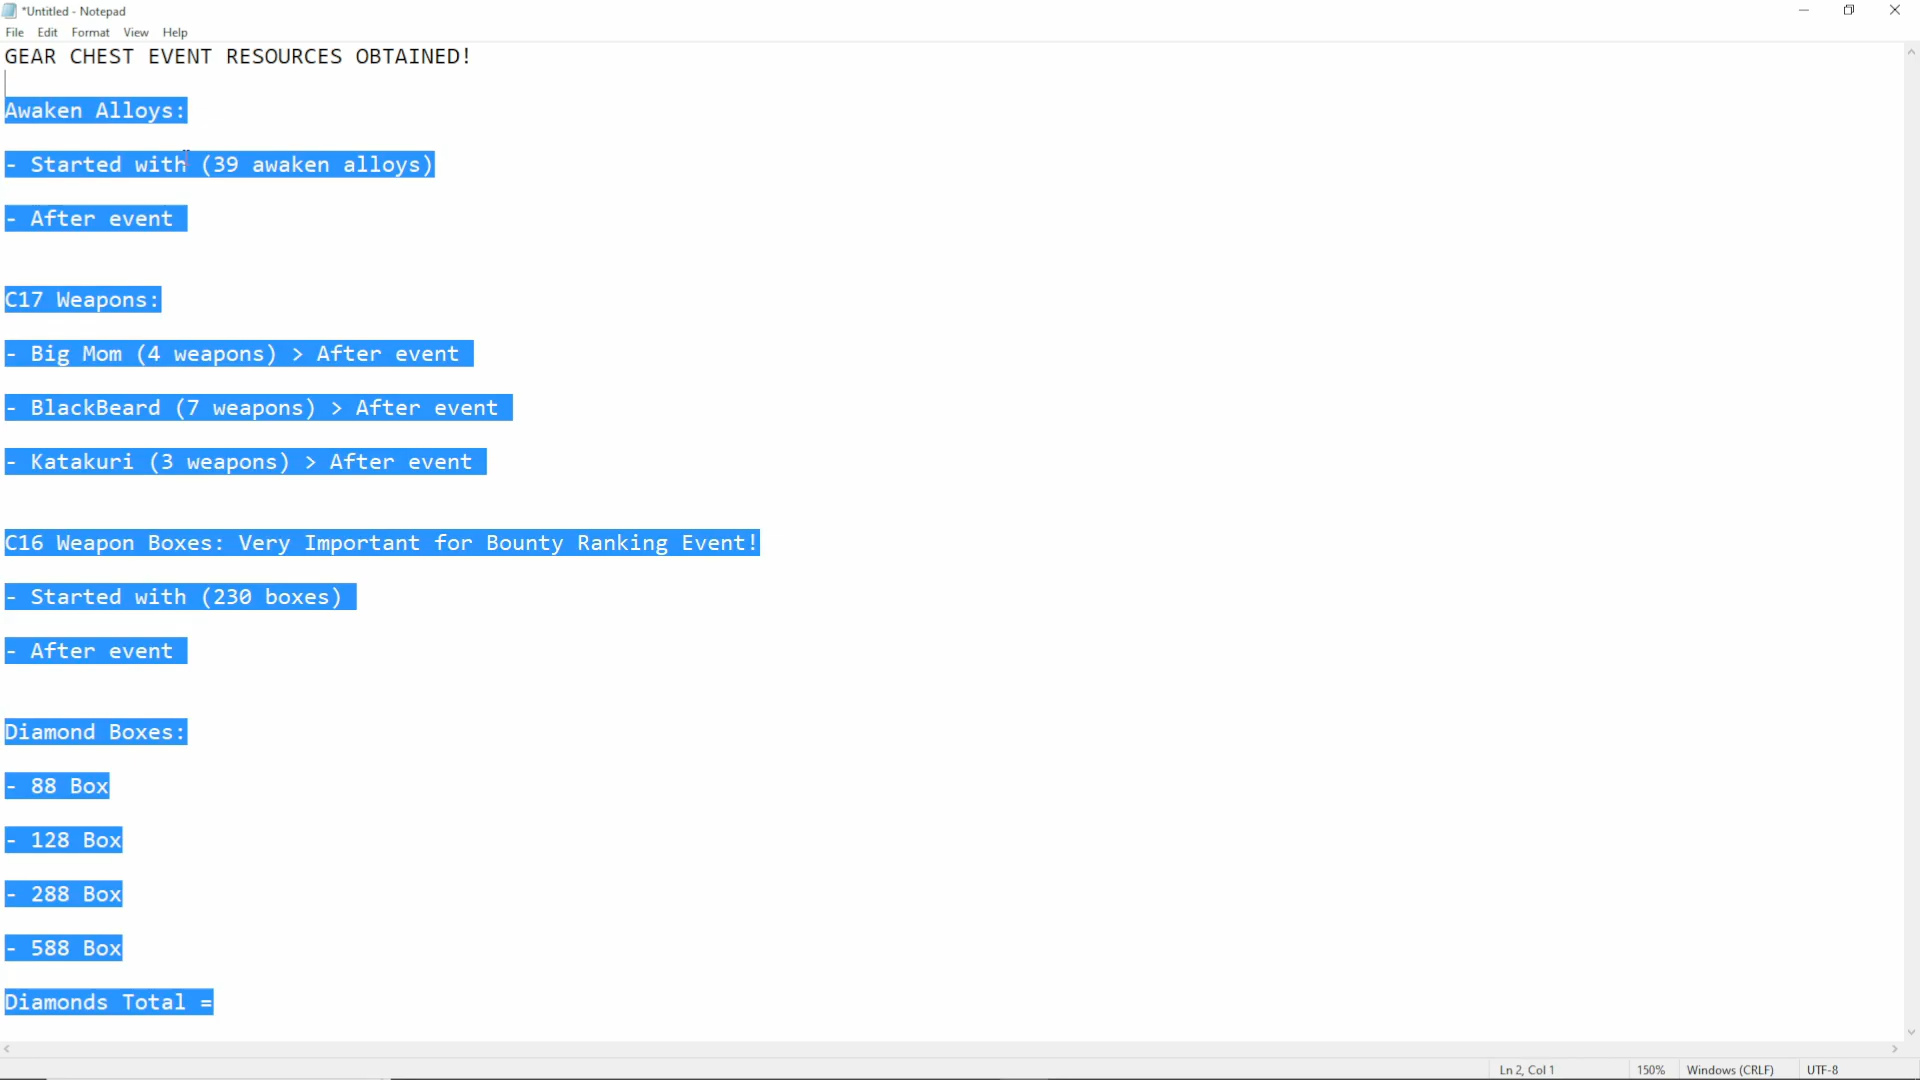 *Untitled - Notepad
File Edit Format View Help
GEAR CHEST EVENT RESOURCES OBTAINED!
Awaken Alloys:
- Started with (39 awaken alloys)
- After event
C17 Weapons:
- Big Mom (4 weapons) > After event
- BlackBeard (7 weapons) > After event
- Katakuri (3 weapons) > After event
C16 Weapon Boxes: Very Important for Bounty Ranking Event!
- Started with (230 boxes)
- After event
Diamond Boxes:
- 88 Box
- 128 Box
- 288 Box
- 588 Box
Diamonds Total =
Ln 2, Col 1 150% Windows (CRLF) UTF-8